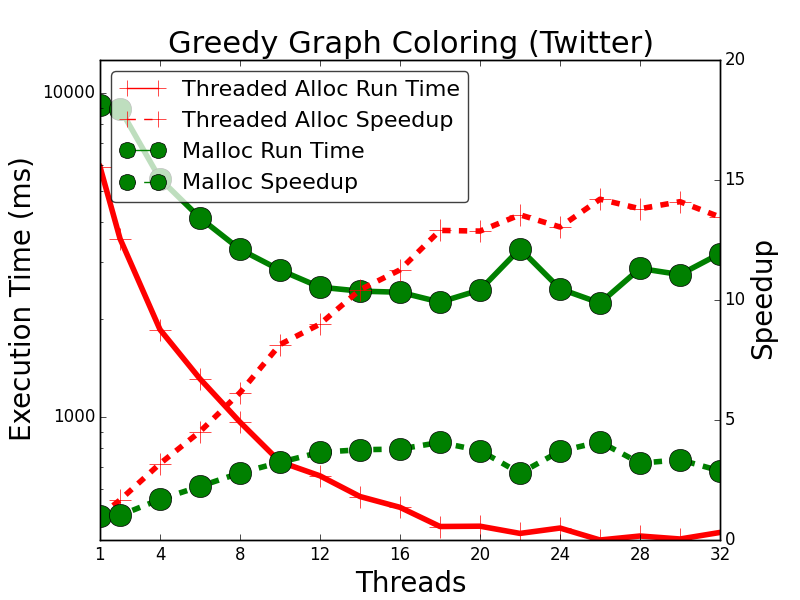 Greedy Graph Coloring (Twitter)
Threaded Alloc Run Time
Threaded Alloc Speedup
Malloc Run Time
Malloc Speedup
Execution Time (ms)
10000
1000
Speedup
20
15
10
5
0
1 4 8 12 16 20 24 28 32
Threads